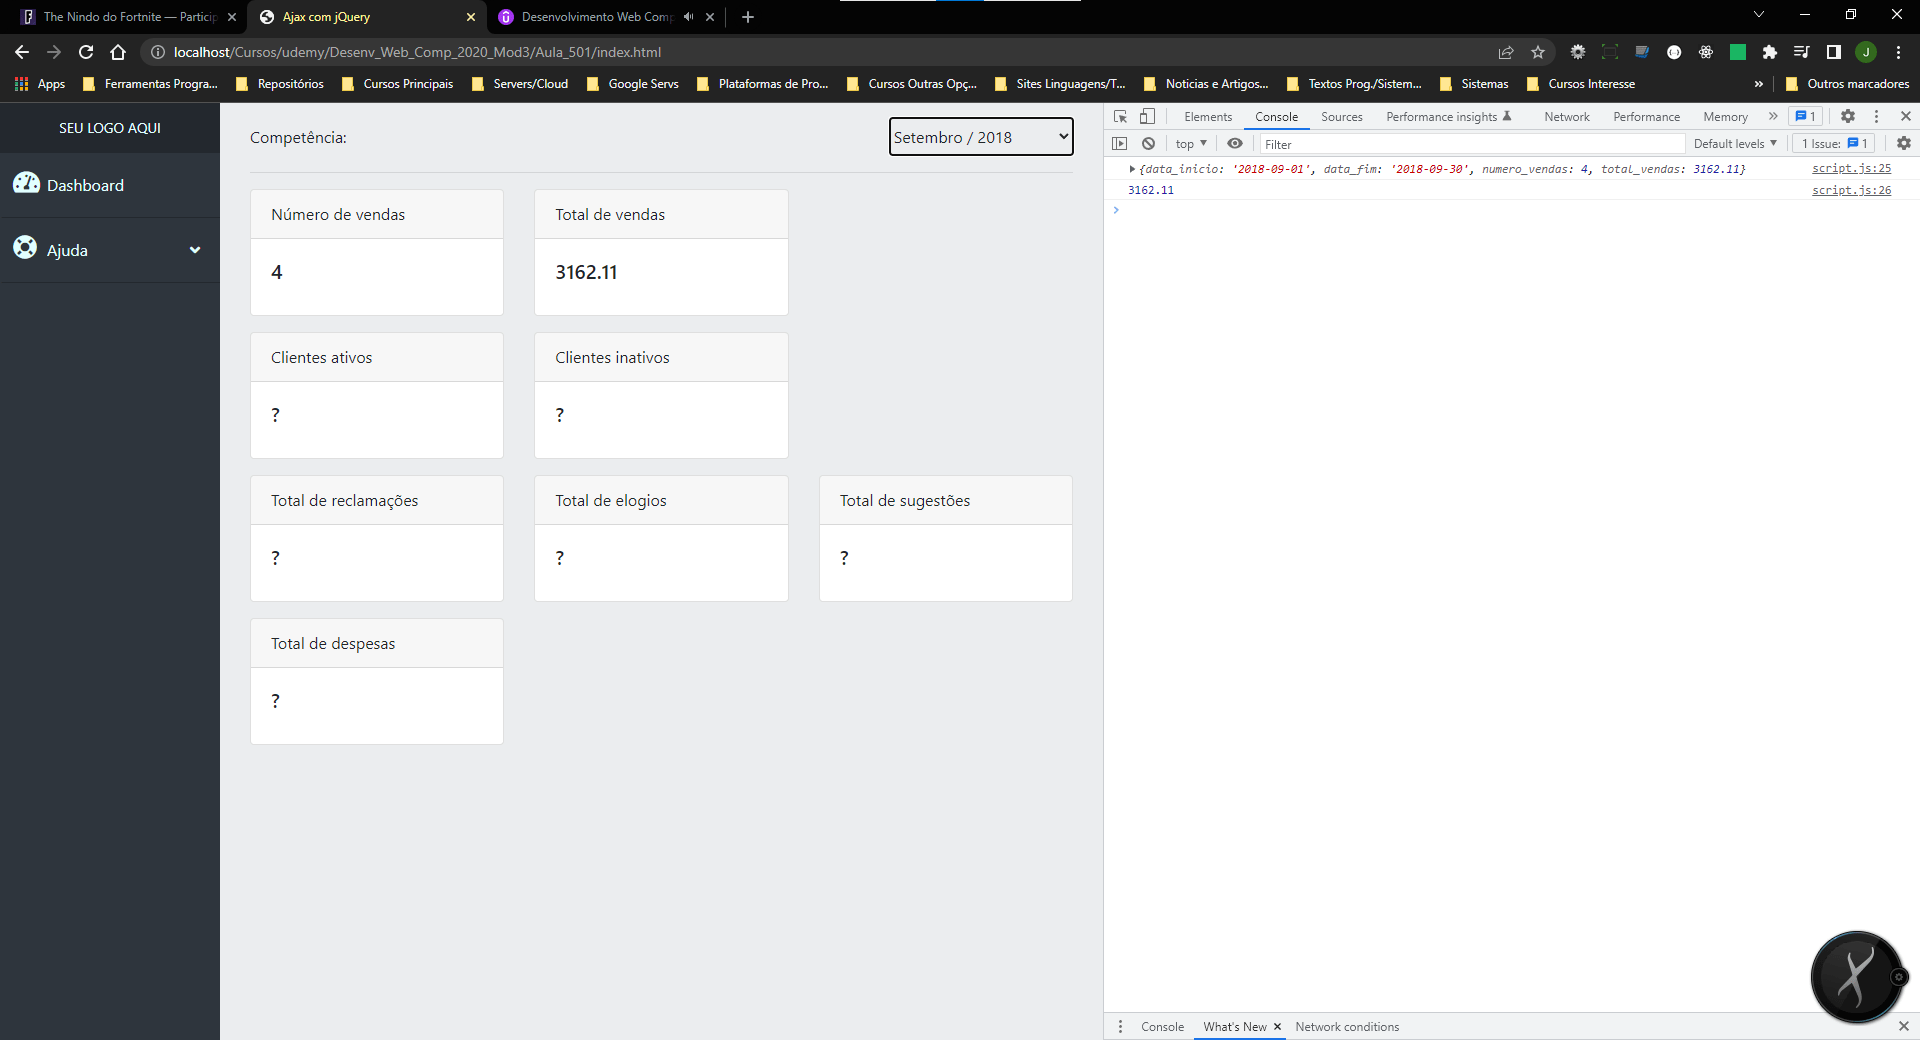 The Nindo do Fortnite — Particip
Ajax com jQuery
Desenvolvimento Web Comp
localhost/Cursos/udemy/Desenv_Web_Comp_2020_Mod3/Aula_501/index.html
J
Apps
Ferramentas Progra...
Repositórios
Cursos Principais
Servers/Cloud
Google Servs
Plataformas de Pro...
Cursos Outras Opç...
Sites Linguagens/T...
Noticias e Artigos...
Textos Prog./Sistem...
Sistemas
Cursos Interesse
»
Outros marcadores
SEU LOGO AQUI
Dashboard
Ajuda
Competência:
Setembro / 2018
Número de vendas
4
Total de vendas
3162.11
Clientes ativos
?
Clientes inativos
?
Total de reclamações
?
Total de elogios
?
Total de sugestões
?
Total de despesas
?
Elements
Console
Sources
Performance insights
Network
Performance
Memory
»
1
top
Filter
Default levels
1 Issue:
1
{data_inicio: '2018-09-01', data_fim: '2018-09-30', numero_vendas: 4, total_vendas: 3162.11}
script.js:25
3162.11
script.js:26
Console
What's New
Network conditions